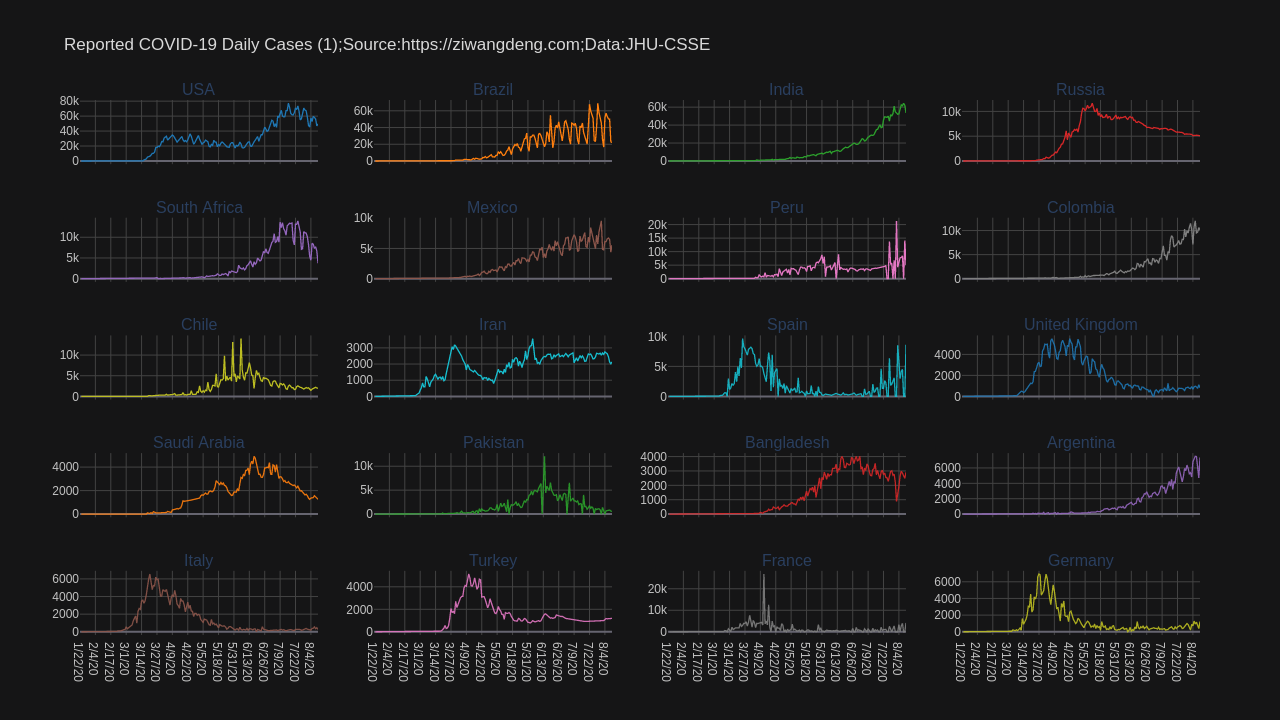 Reported COVID-19 Daily Cases (1);Source:https://ziwangdeng.com;Data:JHU-CSSE
USA
80k
60k
40k
20k
0
Brazil
60k
40k
20k
0
India
60k
40k
20k
0
Russia
10k
5k
0
South Africa
10k
5k
0
Mexico
10k
5k
0
Peru
20k
15k
10k
5k
0
Colombia
10k
5k
0
Chile
10k
5k
0
Iran
3000
2000
1000
0
Spain
10k
5k
0
United Kingdom
4000
2000
0
Saudi Arabia
4000
2000
0
Pakistan
10k
5k
0
Bangladesh
4000
3000
2000
1000
0
Argentina
6000
4000
2000
0
Italy
6000
4000
2000
0
1/22/20
2/4/20
2/17/20
3/1/20
3/14/20
3/27/20
4/9/20
4/22/20
5/5/20
5/18/20
5/31/20
6/13/20
6/26/20
7/9/20
7/22/20
8/4/20
Turkey
4000
2000
0
1/22/20
2/4/20
2/17/20
3/1/20
3/14/20
3/27/20
4/9/20
4/22/20
5/5/20
5/18/20
5/31/20
6/13/20
6/26/20
7/9/20
7/22/20
8/4/20
France
20k
10k
0
1/22/20
2/4/20
2/17/20
3/1/20
3/14/20
3/27/20
4/9/20
4/22/20
5/5/20
5/18/20
5/31/20
6/13/20
6/26/20
7/9/20
7/22/20
8/4/20
Germany
6000
4000
2000
0
1/22/20
2/4/20
2/17/20
3/1/20
3/14/20
3/27/20
4/9/20
4/22/20
5/5/20
5/18/20
5/31/20
6/13/20
6/26/20
7/9/20
7/22/20
8/4/20